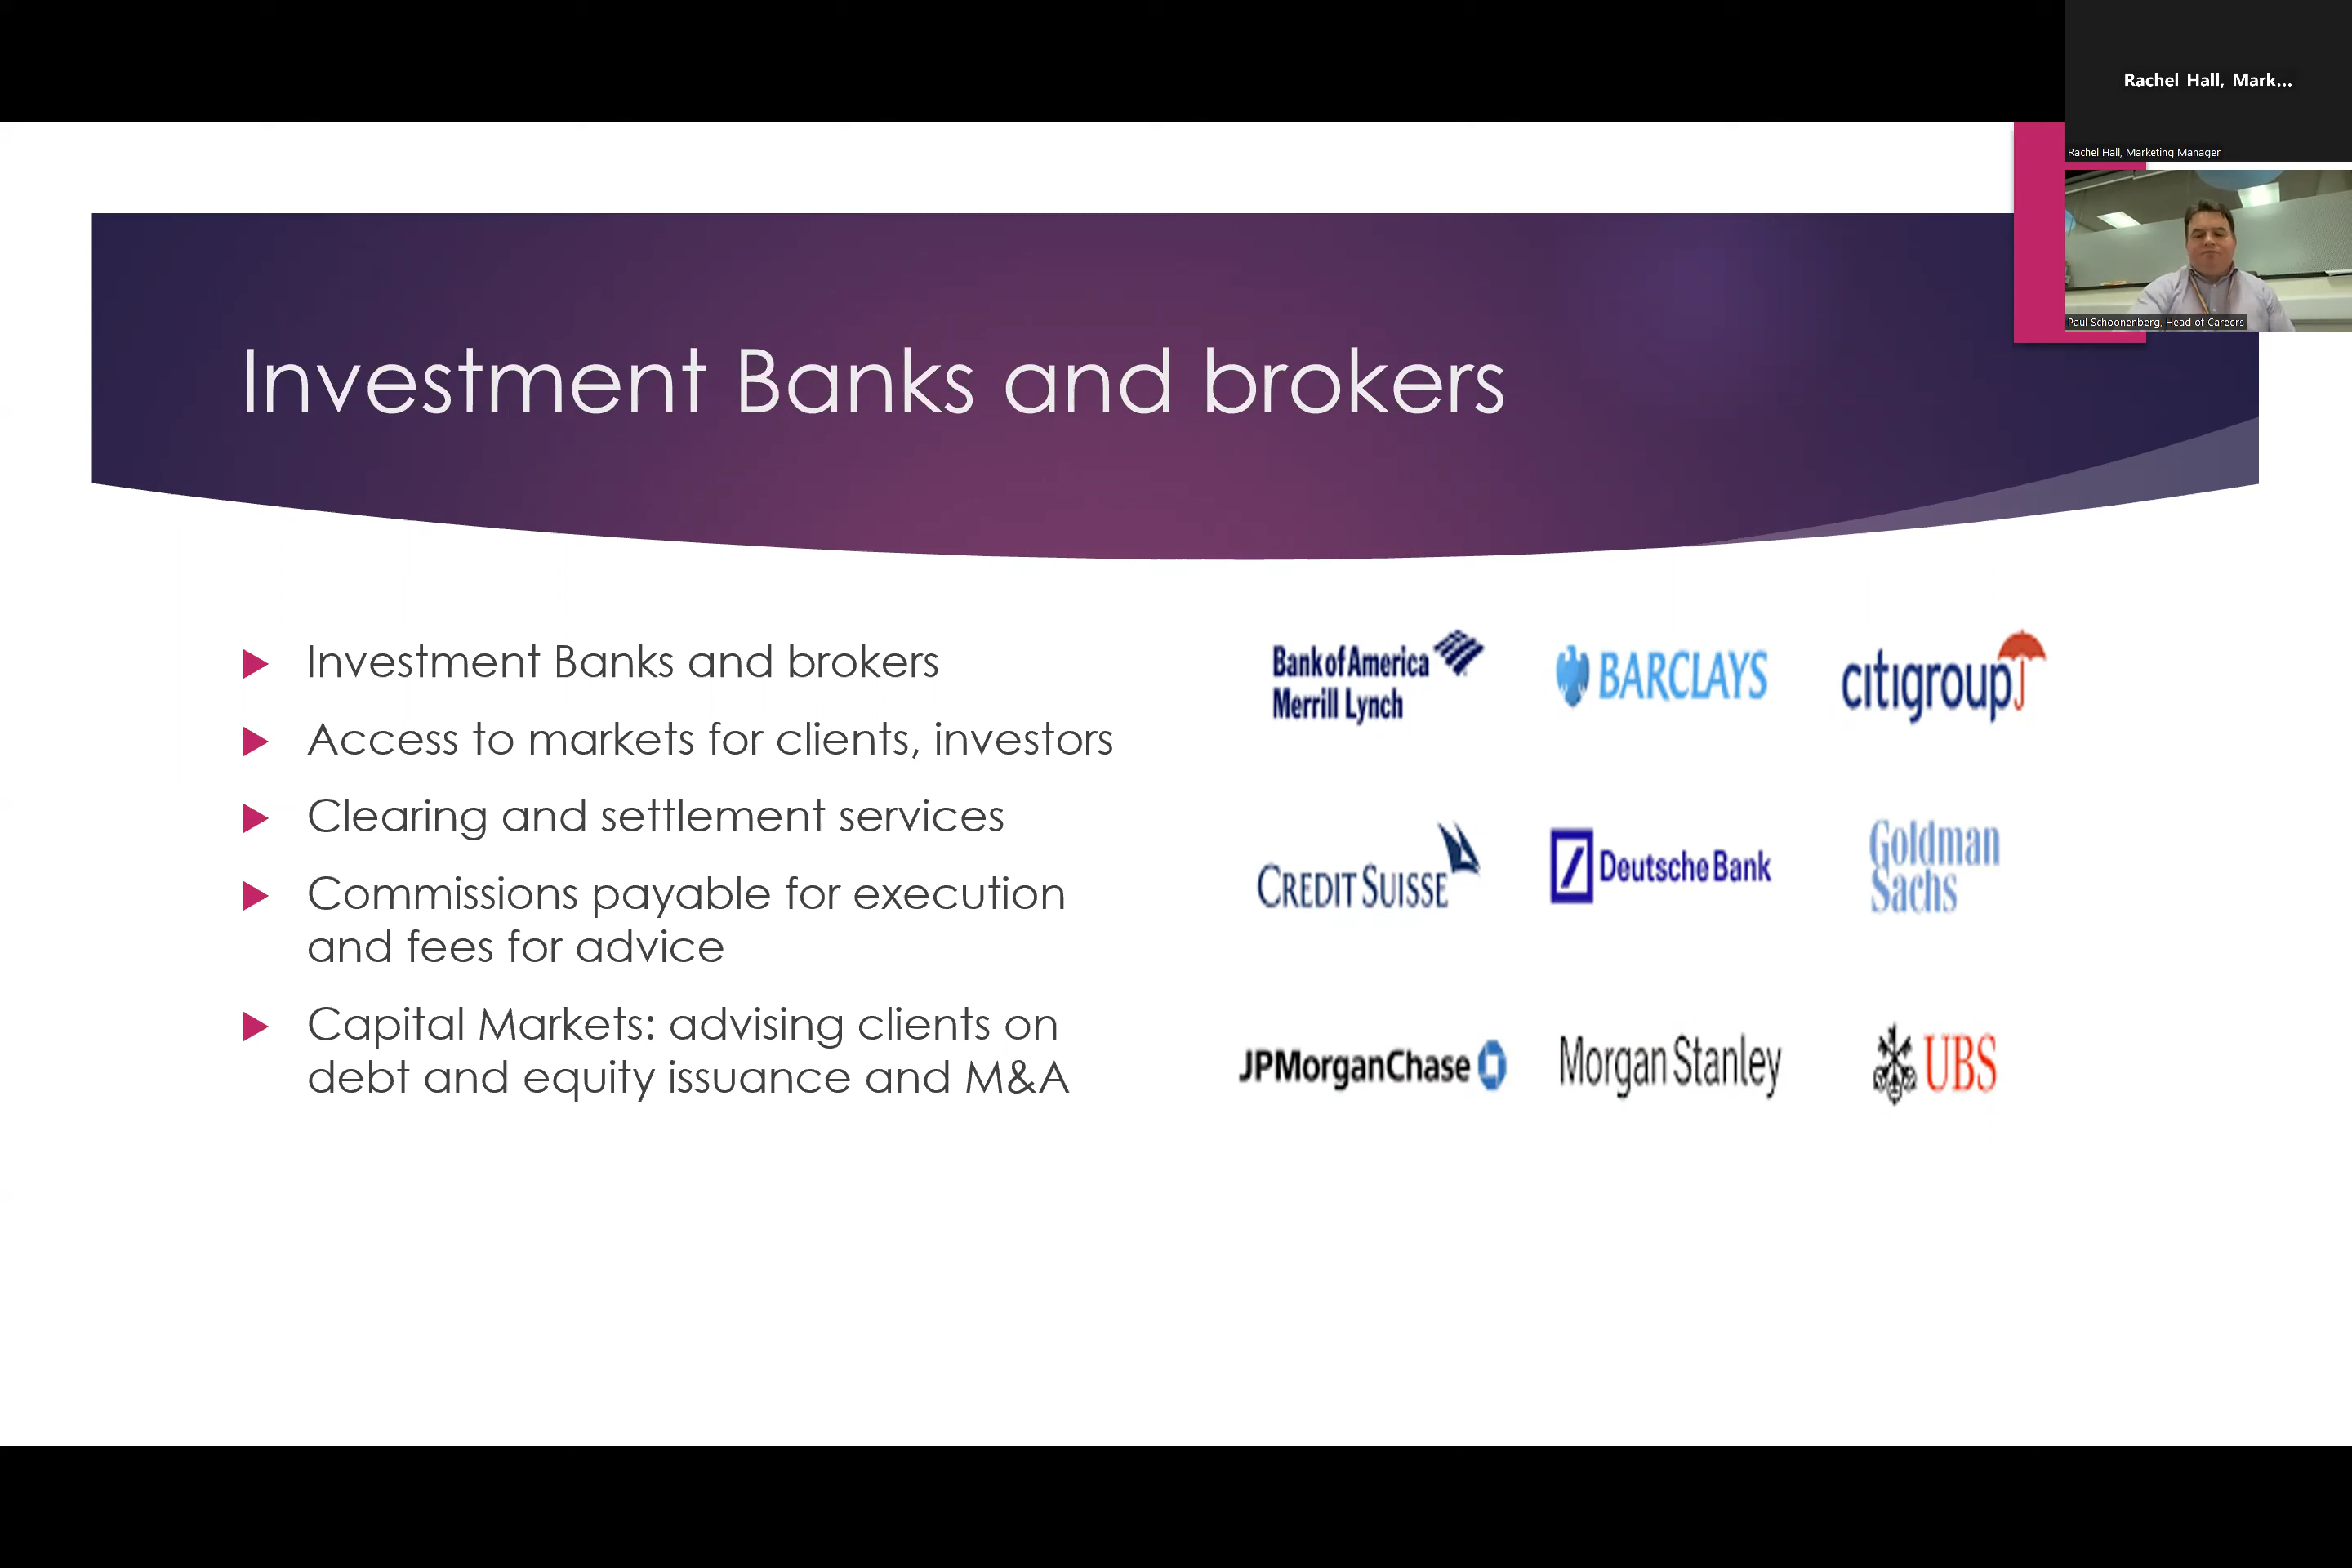 Rachel Hall, Mark...
Rachel Hall, Marketing Manager
Paul Schoonenberg, Head of Careers
Investment Banks and brokers
Investment Banks and brokers
Access to markets for clients, investors
Clearing and settlement services
Commissions payable for execution
and fees for advice
Capital Markets: advising clients on
debt and equity issuance and M&A
Bank of America
Merrill Lynch
BARCLAYS
citigroup
CREDIT SUISSE
Deutsche Bank
Goldman
Sachs
JPMorganChase
Morgan Stanley
UBS